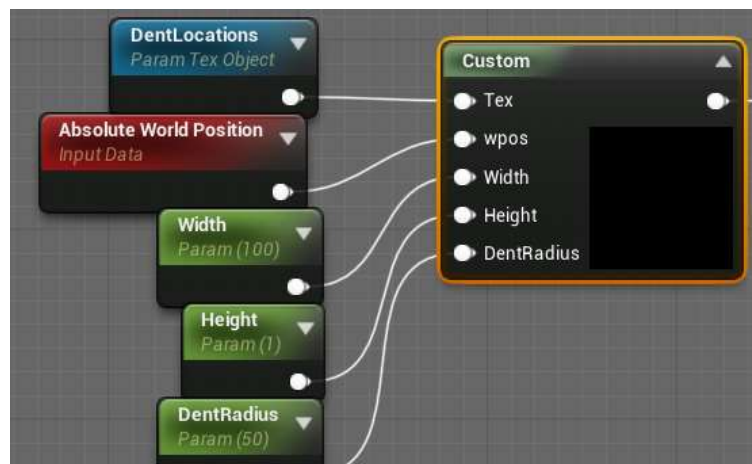 DentLocations
Param Tex Object
Absolute World Position
Input Data
Width
Param (100)
Height
Param (1)
DentRadius
Param (50)
Custom
Tex
wpos
Width
Height
DentRadius